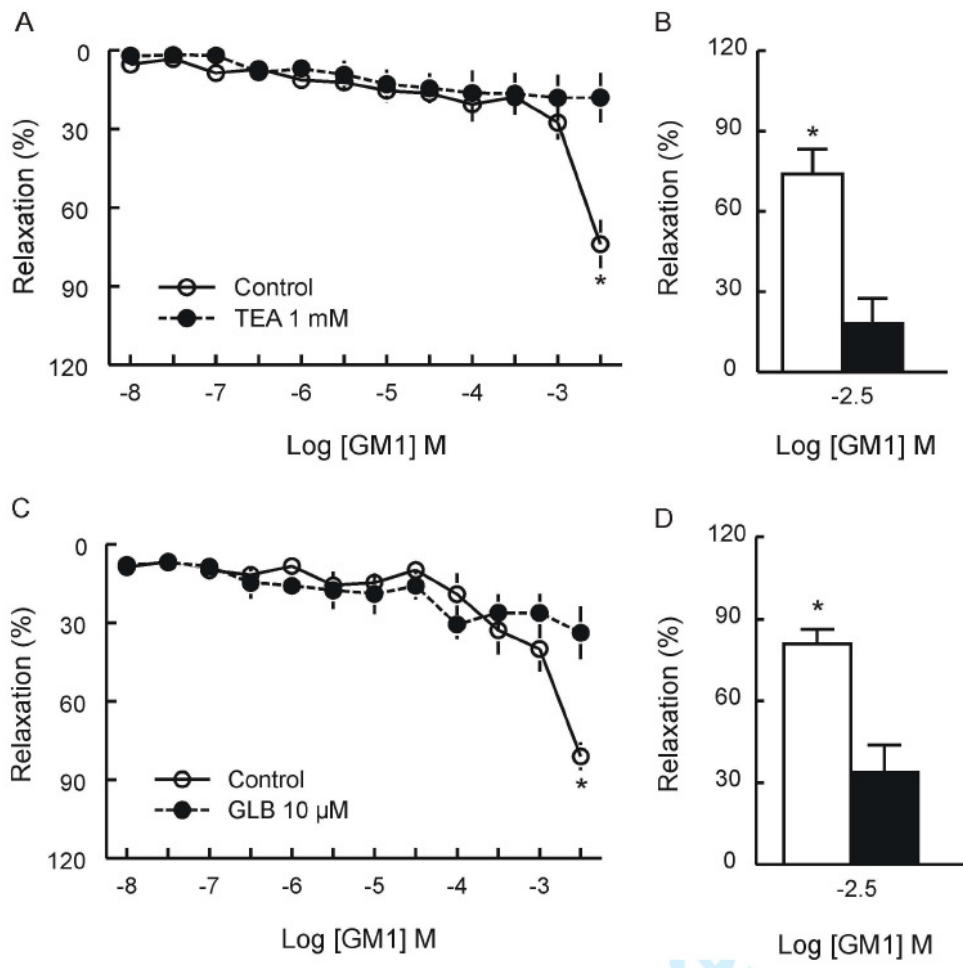 A
0
30
60
90
120
Relaxation (%)
Control
TEA 1 mM
*
-8
-7
-6
-5
-4
-3
Log [GM1] M
B
120
90
60
30
0
Relaxation (%)
*
-2.5
Log [GM1] M
C
0
30
60
90
120
Relaxation (%)
Control
GLB 10 µM
*
-8
-7
-6
-5
-4
-3
Log [GM1] M
D
120
90
60
30
0
Relaxation (%)
*
-2.5
Log [GM1] M